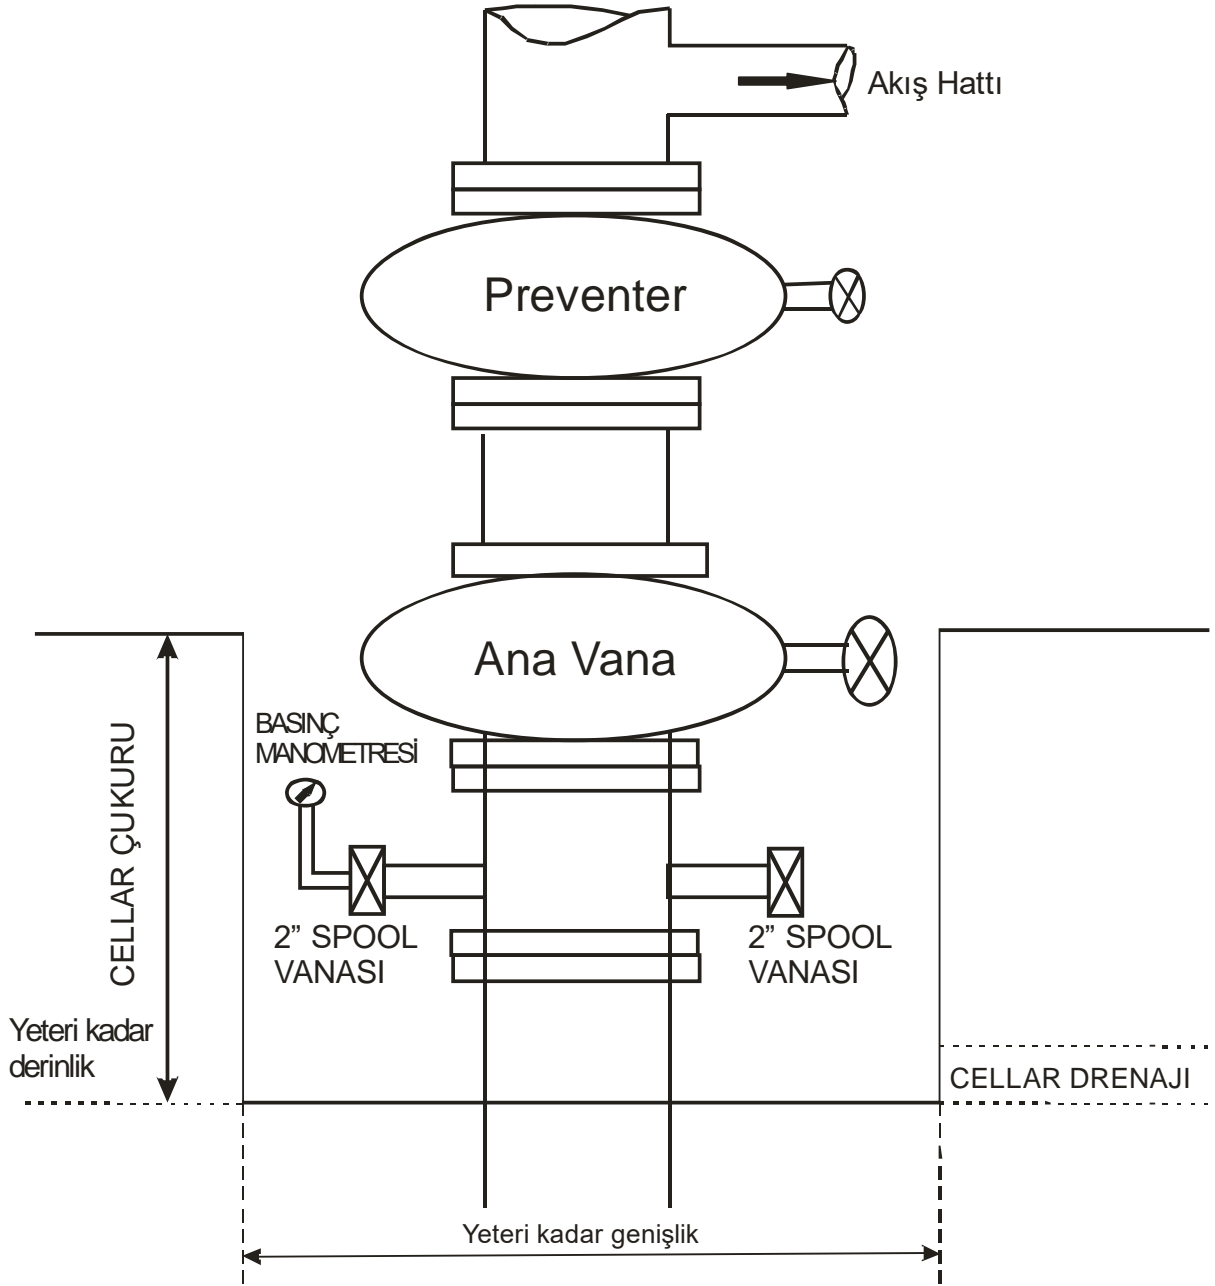 Akış Hattı
Preventer
Ana Vana
BASINÇ
MANOMETRESİ
CELLAR ÇUKURU
2” SPOOL
VANASI
2” SPOOL
VANASI
Yeteri kadar
derinlik
CELLAR DRENAJI
Yeteri kadar genişlik